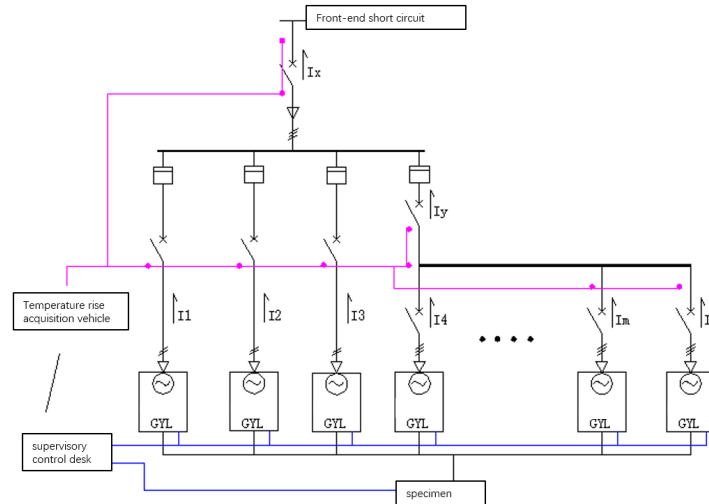 Front-end short circuit
Ix
Iy
Temperature rise
acquisition vehicle
I1
I2
I3
I4
Im
GYL
GYL
GYL
GYL
GYL
GYL
supervisory
control desk
specimen